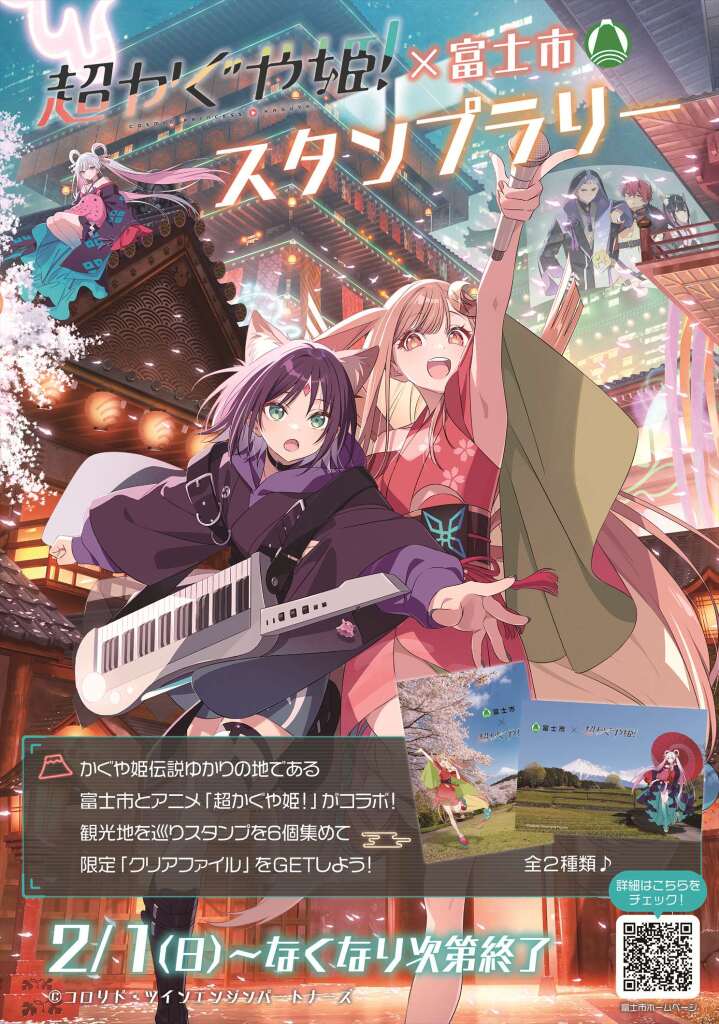 超かぐや姫!
COSMIC PRINCESS KAGUYA
×富士市
スタンプラリー
富士市
×
超かぐや姫!
富士市 × 超かぐや姫!
かぐや姫伝説ゆかりの地である
富士市とアニメ「超かぐや姫!」がコラボ!
観光地を巡りスタンプを6個集めて
限定「クリアファイル」をGETしよう!
全2種類♪
詳細はこちらを
チェック!
2/1(日)~なくなり次第終了
©コロリド・ツインエンジンパートナーズ
富士市ホームページ